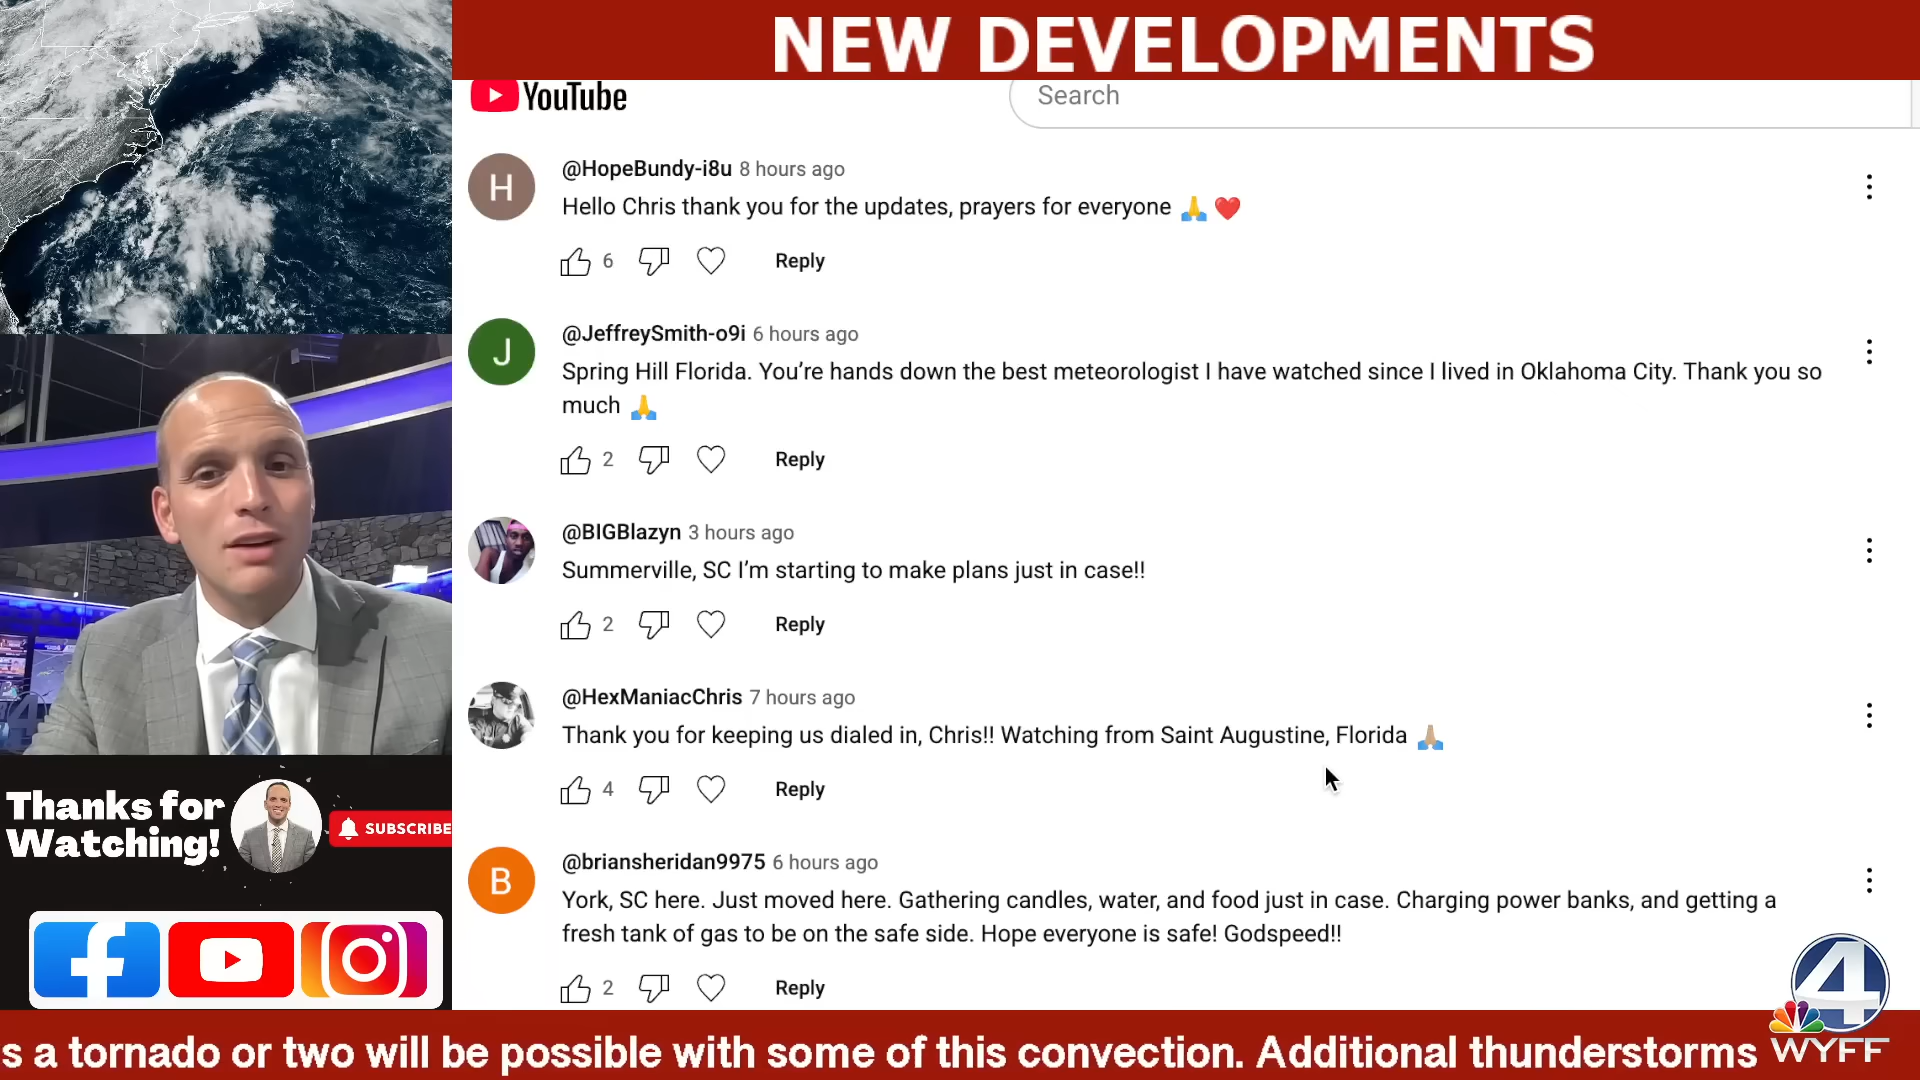 NEW DEVELOPMENTS
YouTube
Search
H
@HopeBundy-i8u 8 hours ago
Hello Chris thank you for the updates, prayers for everyone 🙏 ❤️
6
Reply
J
@JeffreySmith-o9i 6 hours ago
Spring Hill Florida. You’re hands down the best meteorologist I have watched since I lived in Oklahoma City. Thank you so
much 🙏
2
Reply
@BIGBlazyn 3 hours ago
Summerville, SC I’m starting to make plans just in case!!
2
Reply
@HexManiacChris 7 hours ago
Thank you for keeping us dialed in, Chris!! Watching from Saint Augustine, Florida 🙏🏽
4
Reply
B
@briansheridan9975 6 hours ago
York, SC here. Just moved here. Gathering candles, water, and food just in case. Charging power banks, and getting a
fresh tank of gas to be on the safe side. Hope everyone is safe! Godspeed!!
2
Reply
Thanks for
Watching!
SUBSCRIBE
4
WYFF
s a tornado or two will be possible with some of this convection. Additional thunderstorms